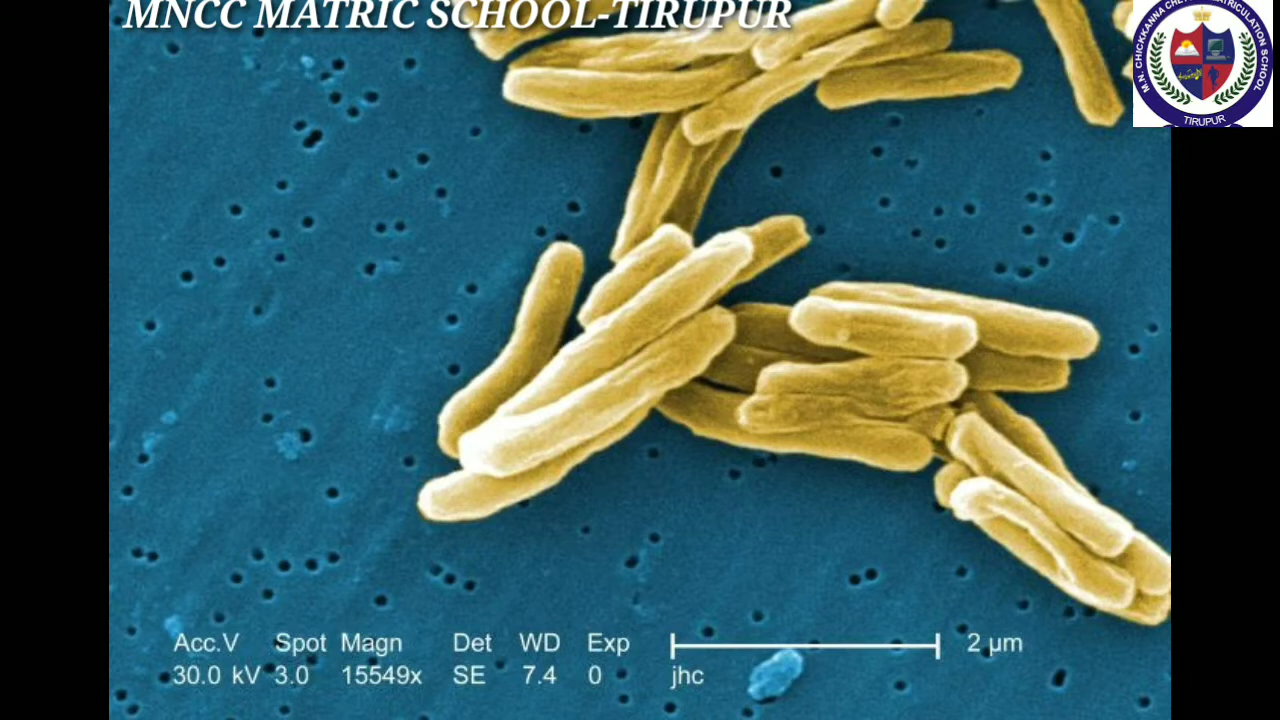 MNCC MATRIC SCHOOL-TIRUPUR
TIRUPUR
Acc.V Spot Magn Det WD Exp 2 µm
30.0 kV 3.0 15549x SE 7.4 0 jhc